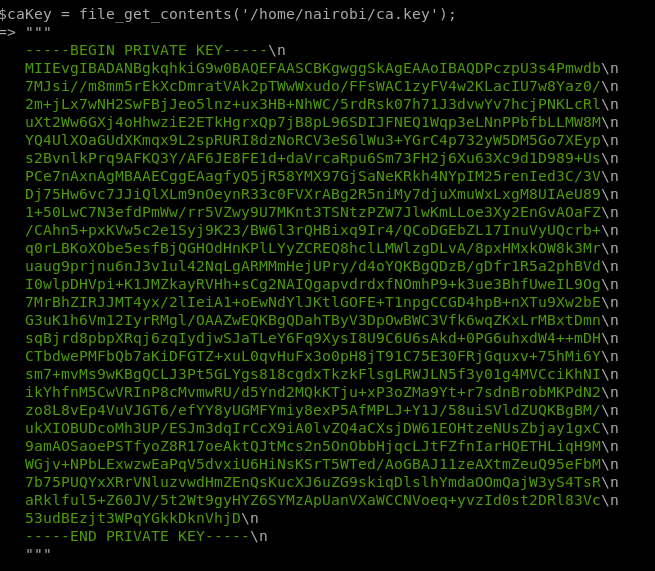 $caKey = file_get_contents('/home/nairobi/ca.key');
=> """
-----BEGIN PRIVATE KEY-----\n
MIIEvgIBADANBgkqhkiG9w0BAQEFAASCBKgwggSkAgEAAoIBAQDPczpU3s4Pmwdb\n
7MJsi//m8mm5rEkXcDmratVAk2pTWwWxudo/FFsWAC1zyFV4w2KLacIU7w8Yaz0/\n
2m+jLx7wNH2SwFBjJeo5lnz+ux3HB+NhWC/5rdRsk07h71J3dvwYv7hcjPNKLcRl\n
uXt2Ww6GXj4oHhwziE2ETkHgrxQp7jB8pL96SDIJFNEQ1Wqp3eLNnPPbfbLLMW8M\n
YQ4UlXOaGUdXKmqx9L2spRURI8dzNoRCV3eS6lWu3+YGrC4p732yW5DM5Go7XEyp\n
s2BvnlkPrq9AFKQ3Y/AF6JE8FE1d+daVrcaRpu6Sm73FH2j6Xu63Xc9d1D989+Us\n
PCe7nAxnAgMBAAECggEAagfyQ5jR58YMX97GjSaNeKRkh4NYpIM25renIed3C/3V\n
Dj75Hw6vc7JJiQlXLm9nOeynR33c0FVXrABg2R5niMy7djuXmuWxLxgM8UIAeU89\n
1+50LwC7N3efdPmWw/rr5VZwy9U7MKnt3TSNtzPZW7JlwKmLLoe3Xy2EnGvAOaFZ\n
/CAhn5+pxKVw5c2e1Syj9K23/BW6l3rQHBixq9Ir4/QCoDGEbZL17InuVyUQcrb+\n
q0rLBKoXObe5esfBjQGHOdHnKPlLYyZCREQ8hclLMWlzgDLvA/8pxHMxkOW8k3Mr\n
uaug9prjnu6nJ3v1ul42NqLgARMMmHejUPry/d4oYQKBgQDzB/gDfr1R5a2phBVd\n
I0wlpDHVpi+K1JMZkayRVHh+sCg2NAIQgapvdrdxfNOmhP9+k3ue3BhfUweIL9Og\n
7MrBhZIRJJMT4yx/2lIeiA1+oEwNdYlJKtlGOFE+T1npgCCGD4hpB+nXTu9Xw2bE\n
G3uK1h6Vm12IyrRMgl/OAAZwEQKBgQDahTByV3DpOwBWC3Vfk6wqZKxLrMBxtDmn\n
sqBjrd8pbpXRqj6zqIydjwSJaTLeY6Fq9XysI8U9C6U6sAkd+0PG6uhxdW4++mDH\n
CTbdwePMFbQb7aKiDFGTZ+xuL0qvHuFx3o0pH8jT91C75E30FRjGquxv+75hMi6Y\n
sm7+mvMs9wKBgQCLJ3Pt5GLYgs818cgdxTkzkFlsgLRWJLN5f3y01g4MVCciKhNI\n
ikYhfnM5CwVRInP8cMvmwRU/d5Ynd2MQkKTju+xP3oZMa9Yt+r7sdnBrobMKPdN2\n
zo8L8vEp4VuVJGT6/efYY8yUGMFYmiy8exP5AfMPLJ+Y1J/58uiSVldZUQKBgBM/\n
ukXIOBUDcoMh3UP/ESJm3dqIrCcX9iA0lvZQ4aCXsjDW61EOHtzeNUsZbjay1gxC\n
9amAOSaoePSTfyoZ8R17oeAktQJtMcs2n5OnObbHjqcLJtFZfnIarHQETHLiqH9M\n
WGjv+NPbLExwzwEaPqV5dvxiU6HiNsKSrT5WTed/AoGBAJ11zeAXtmZeuQ95eFbM\n
7b75PUQYxXRrVNluzvwdHmZEnQsKucXJ6uZG9skiqDlslhYmdaOOmQajW3yS4TsR\n
aRklful5+Z60JV/5t2Wt9gyHYZ6SYMzApUanVXaWCCNVoeq+yvzId0st2DRl83Vc\n
53udBEzjt3WPqYGkkDknVhjD\n
-----END PRIVATE KEY-----\n
"""